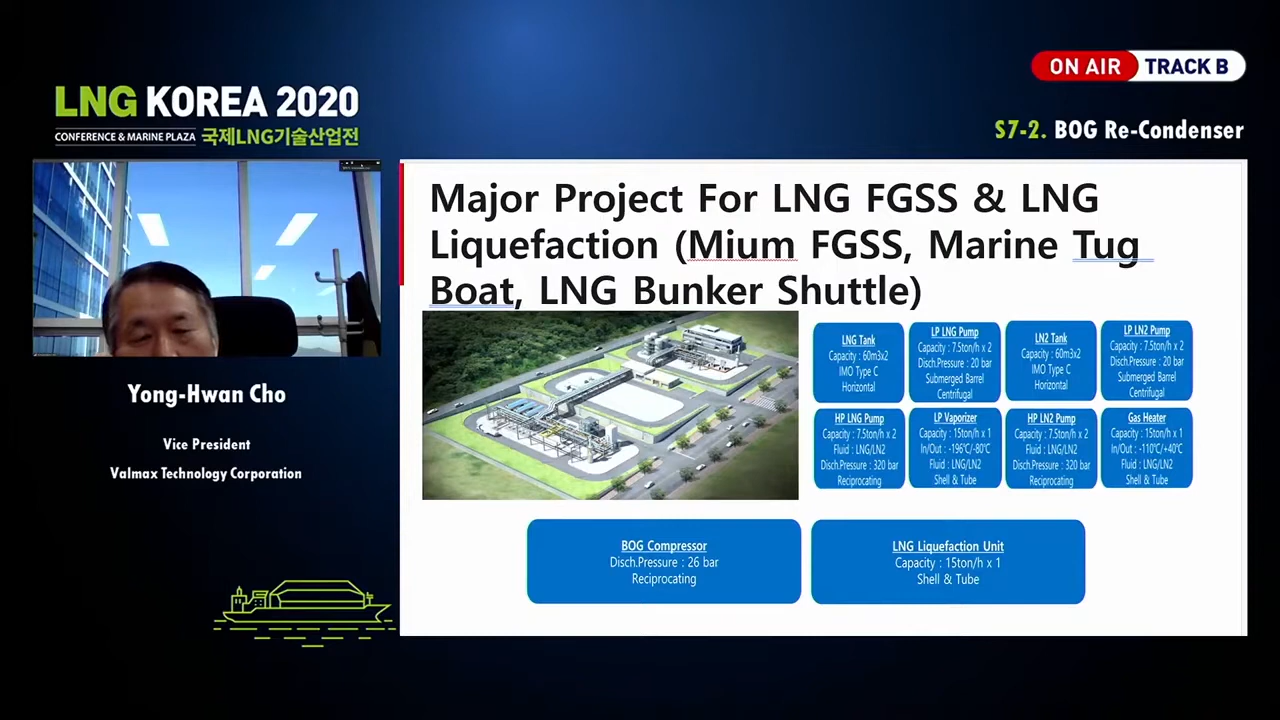 ON AIR TRACK B
LNG KOREA 2020
CONFERENCE & MARINE PLAZA 국제LNG기술산업전
S7-2. BOG Re-Condenser
Yong-Hwan Cho
Vice President
Valmax Technology Corporation
Major Project For LNG FGSS & LNG
Liquefaction (Mium FGSS, Marine Tug
Boat, LNG Bunker Shuttle)
LNG Tank
Capacity : 60m3x2
IMO Type C
Horizontal
LP LNG Pump
Capacity : 7.5ton/h x 2
Disch.Pressure : 20 bar
Submerged Barrel
Centrifugal
LN2 Tank
Capacity : 60m3x2
IMO Type C
Horizontal
LP LN2 Pump
Capacity : 7.5ton/h x 2
Disch.Pressure : 20 bar
Submerged Barrel
Centrifugal
HP LNG Pump
Capacity : 7.5ton/h x 2
Fluid : LNG/LN2
Disch.Pressure : 320 bar
Reciprocating
LP Vaporizer
Capacity : 15ton/h x 1
In/Out : -196℃/-80℃
Fluid : LNG/LN2
Shell & Tube
HP LN2 Pump
Capacity : 7.5ton/h x 2
Fluid : LNG/LN2
Disch.Pressure : 320 bar
Reciprocating
Gas Heater
Capacity : 15ton/h x 1
In/Out : -110℃/+40℃
Fluid : LNG/LN2
Shell & Tube
BOG Compressor
Disch.Pressure : 26 bar
Reciprocating
LNG Liquefaction Unit
Capacity : 15ton/h x 1
Shell & Tube